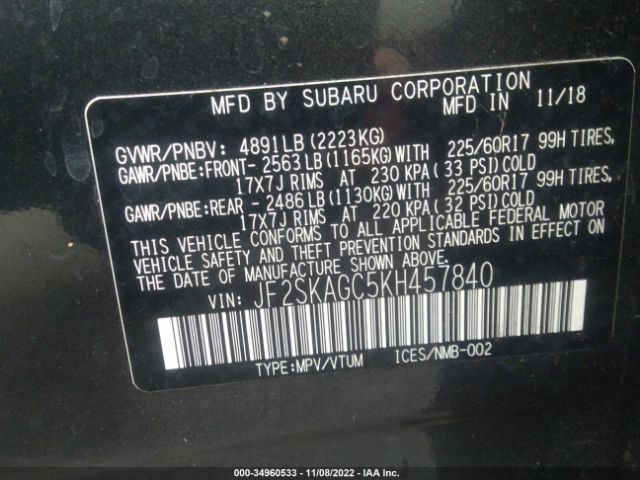 MFD BY SUBARU CORPORATION
MFD IN 11/18
GVWR/PNBV: 4891LB (2223KG)
GAWR/PNBE:FRONT- 2563 LB (1165KG) WITH 225/60R17 99H TIRES,
17X7J RIMS AT 230 KPA ( 33 PSI) COLD
GAWR/PNBE:REAR - 2486 LB (1130KG) WITH 225/60R17 99H TIRES,
17X7J RIMS AT 220 KPA ( 32 PSI) COLD
THIS VEHICLE CONFORMS TO ALL APPLICABLE FEDERAL MOTOR
VEHICLE SAFETY AND THEFT PREVENTION STANDARDS IN EFFECT ON
THE DATE OF MANUFACTURE SHOWN ABOVE.
VIN: JF2SKAGC5KH457840
TYPE:MPV/VTUM ICES/NMB-002
000-34960533 - 11/08/2022 - IAA Inc.